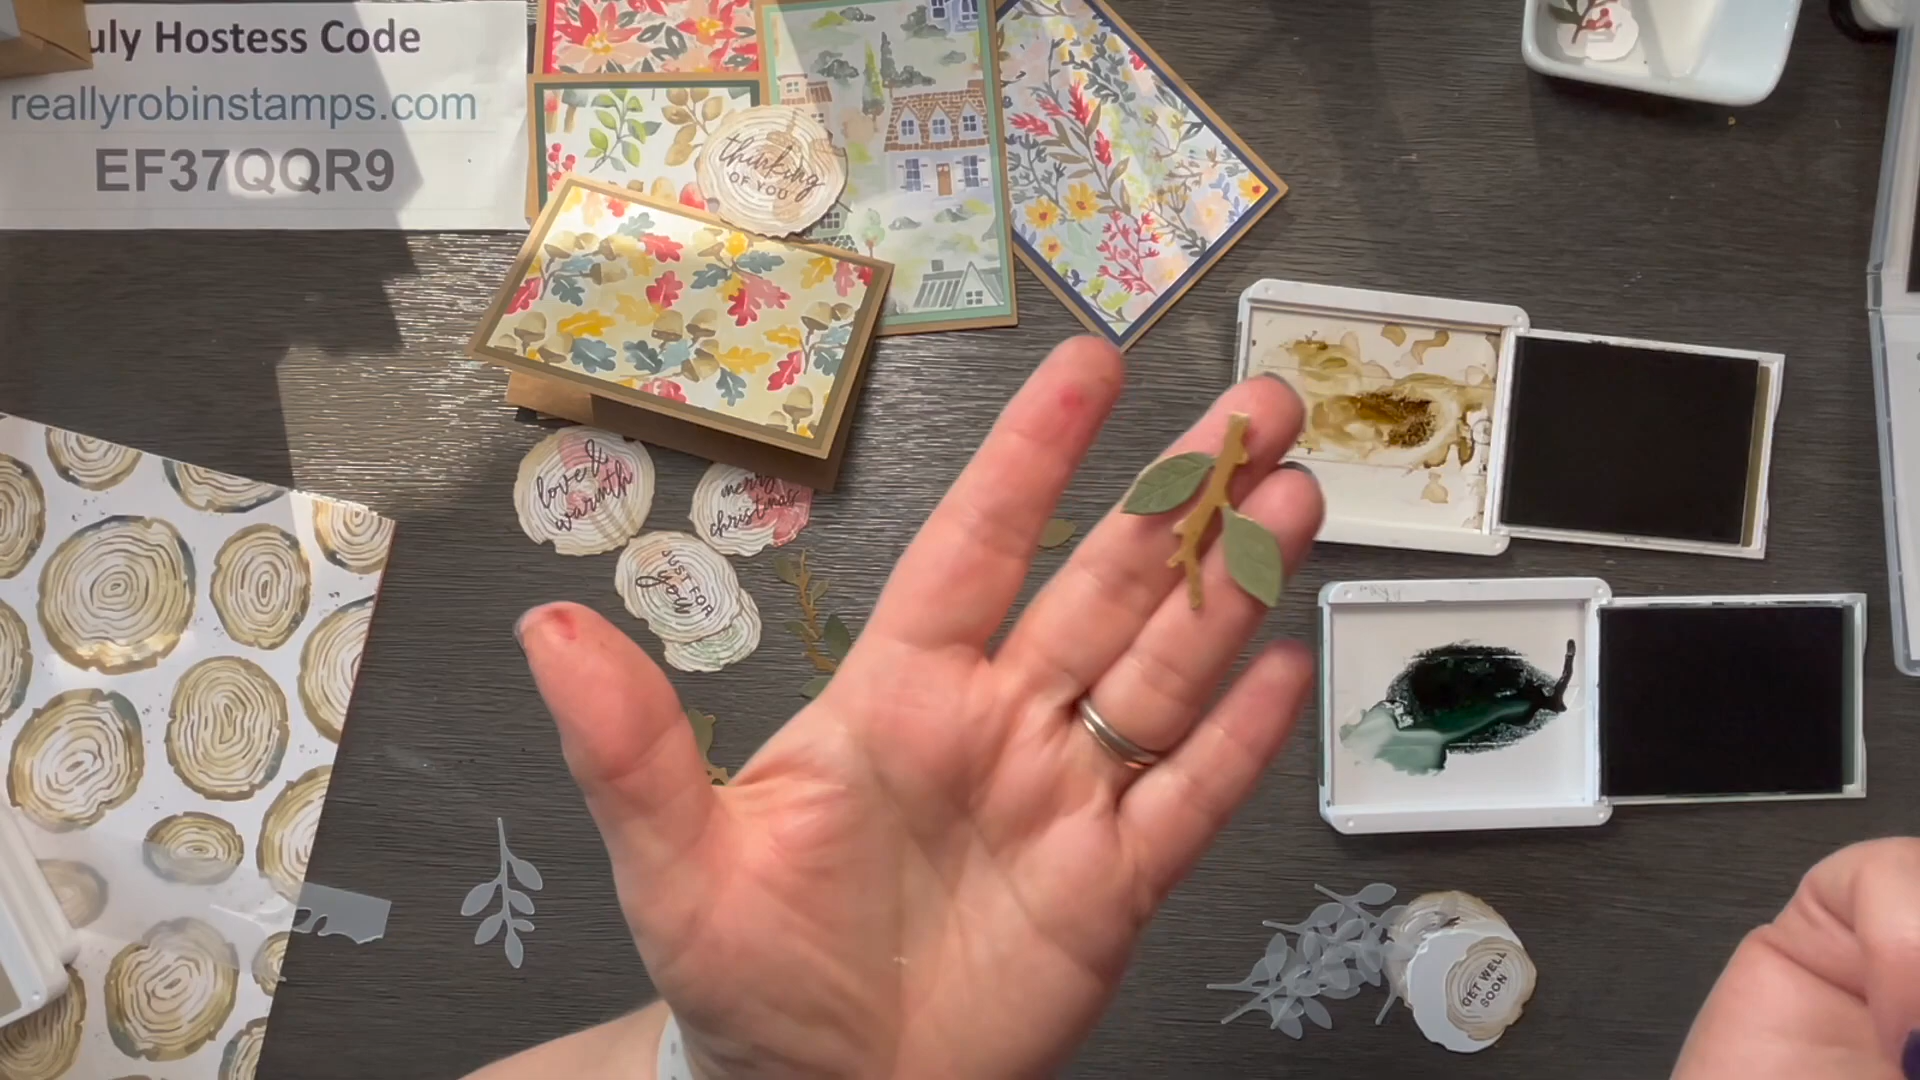 uly Hostess Code
reallyrobinstamps.com
EF37QQR9
thinking
OF YOU
love &
warmth
merry
christmas
JUST FOR
you
GET WELL
SOON